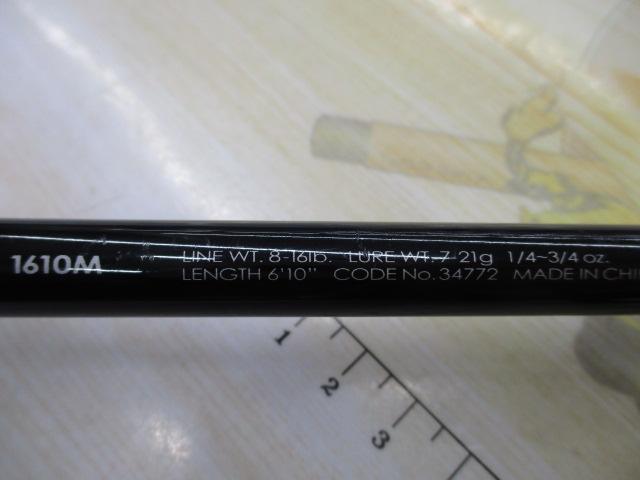 1610M
LINE WT. 8-16lb. LURE WT. 7-21g 1/4~3/4 oz.
LENGTH 6'10" CODE No. 34772 MADE IN CHI
1
2
3